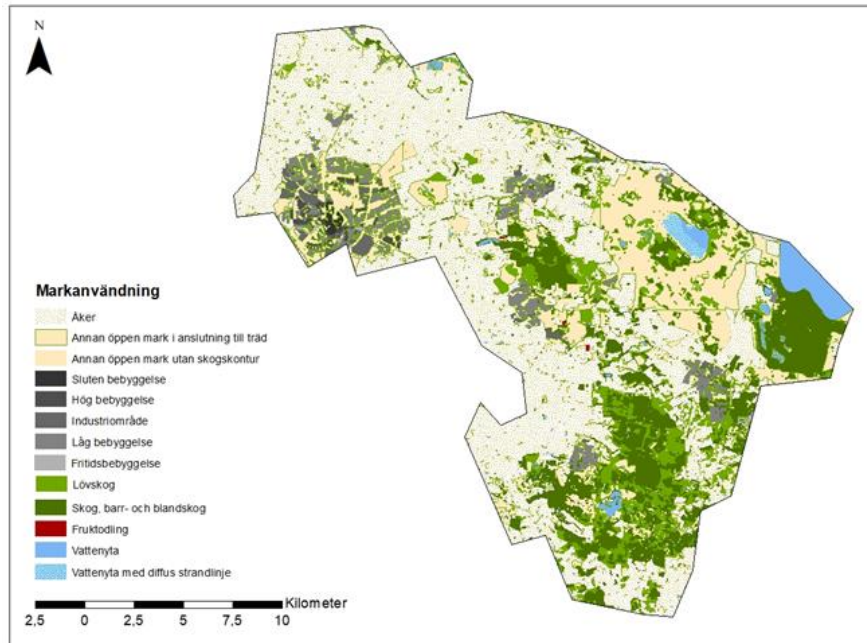 N
Markanvändning
Åker
Annan öppen mark i anslutning till träd
Annan öppen mark utan skogskontur
Sluten bebyggelse
Hög bebyggelse
Industriområde
Låg bebyggelse
Fritidsbebyggelse
Lövskog
Skog, barr- och blandskog
Fruktodling
Vattenyta
Vattenyta med diffus strandlinje
Kilometer
2,5 0 2,5 5 7,5 10